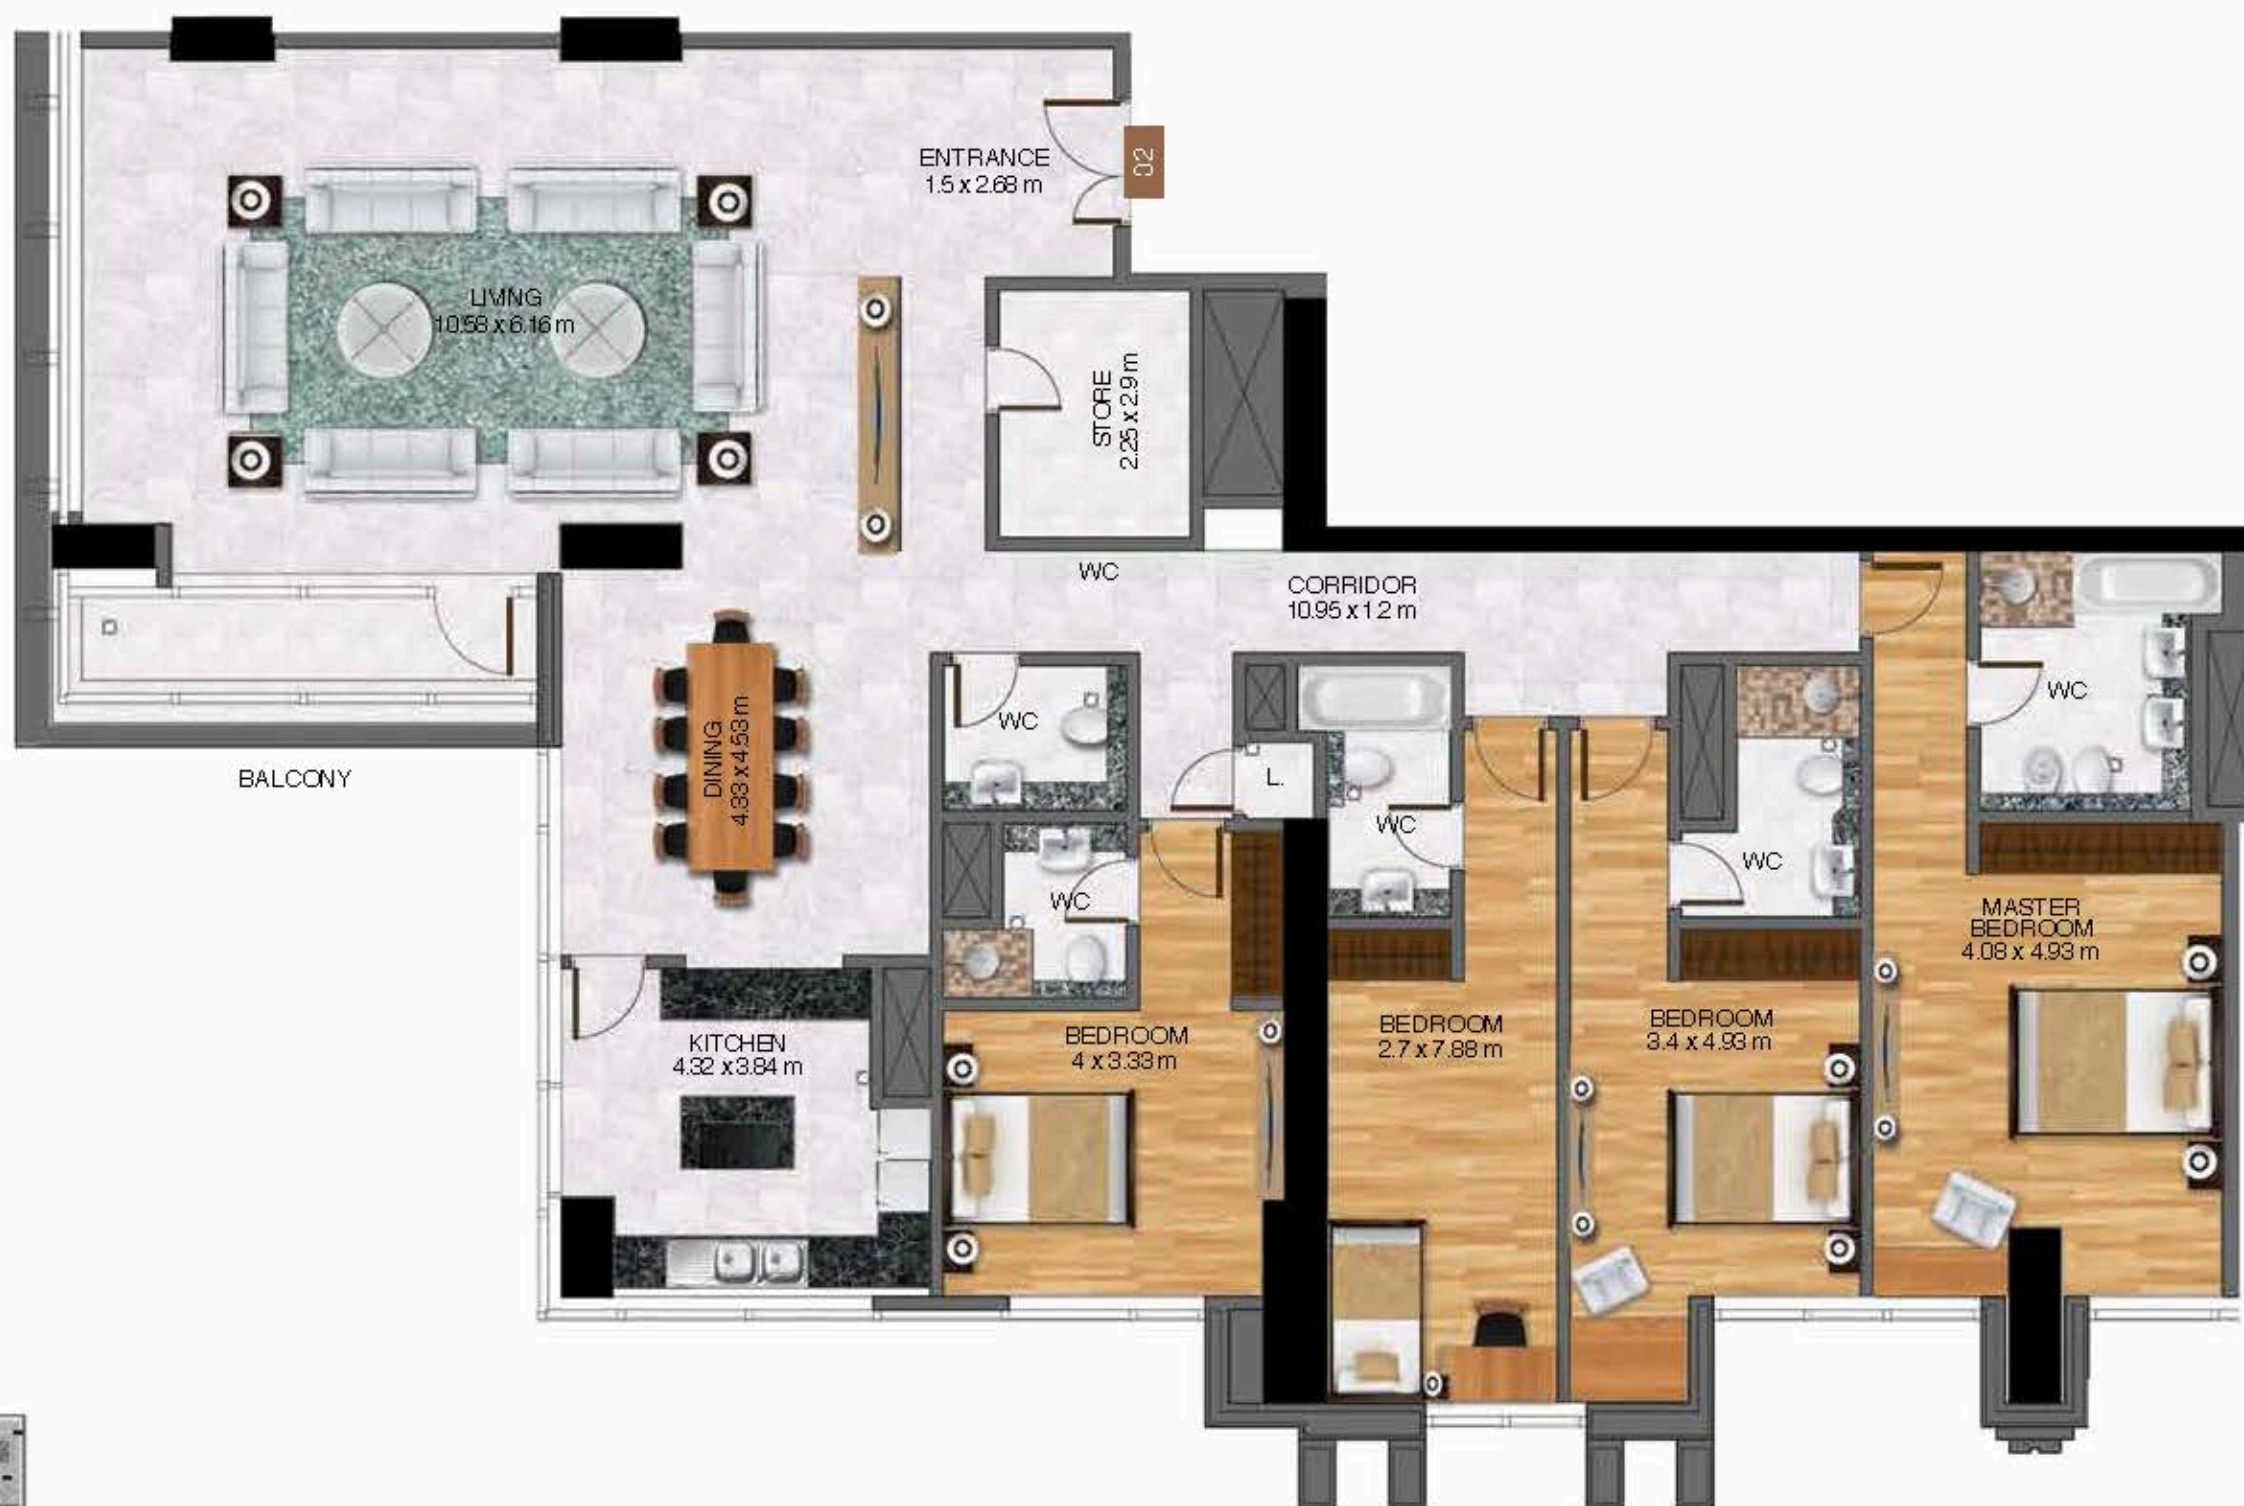 ENTRANCE
1.5 x 2.68 m
02
LIVING
10.58 x 6.16 m
STORE
2.25 x 2.9 m
WC
CORRIDOR
10.95 x 1.2 m
WC
WC
BALCONY
DINING
4.33 x 4.53 m
L.
WC
WC
WC
MASTER
BEDROOM
4.08 x 4.93 m
KITCHEN
4.32 x 3.84 m
BEDROOM
4 x 3.33 m
BEDROOM
2.7 x 7.88 m
BEDROOM
3.4 x 4.93 m